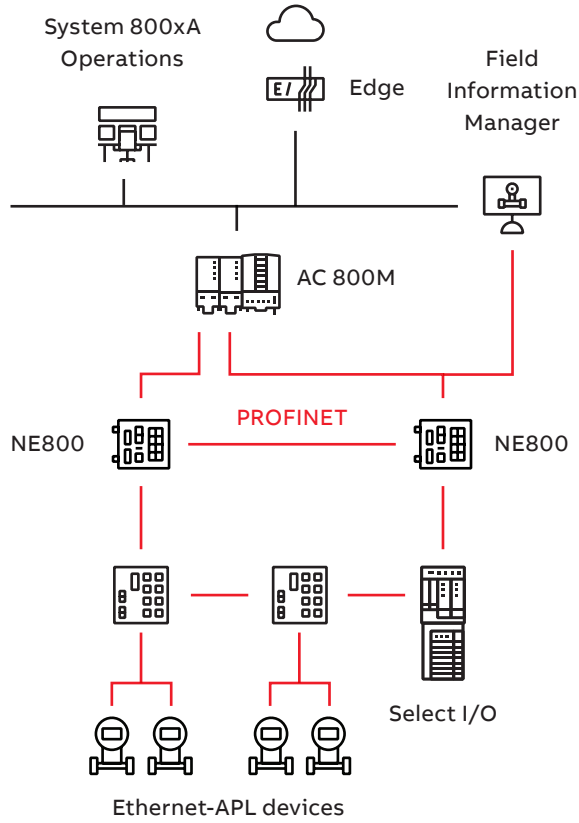 System 800xA
Operations
E/
Edge
Field
Information
Manager
AC 800M
PROFINET
NE800
NE800
Select I/O
Ethernet-APL devices